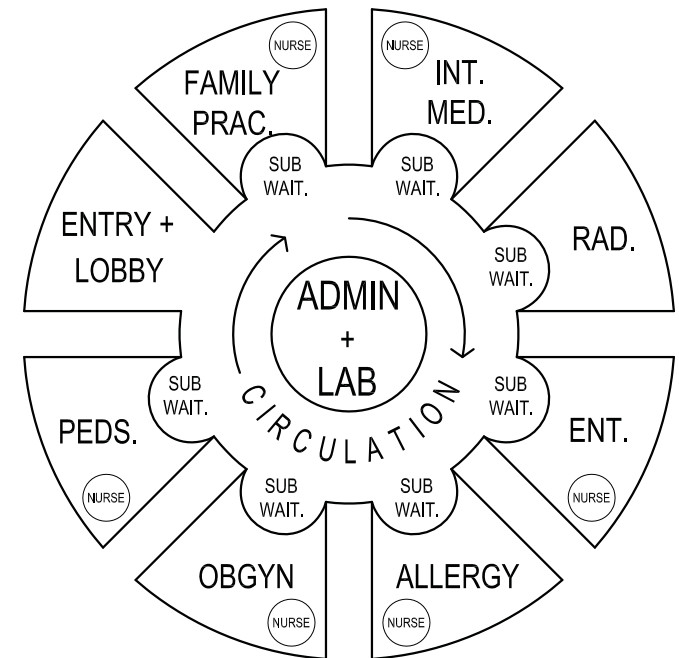 NURSE
FAMILY
PRAC.
SUB
WAIT.
NURSE
INT.
MED.
SUB
WAIT.
RAD.
SUB
WAIT.
ENT.
SUB
WAIT.
NURSE
ALLERGY
SUB
WAIT.
NURSE
OBGYN
SUB
WAIT.
NURSE
PEDS.
SUB
WAIT.
NURSE
ENTRY +
LOBBY
ADMIN
+
LAB
CIRCULATION